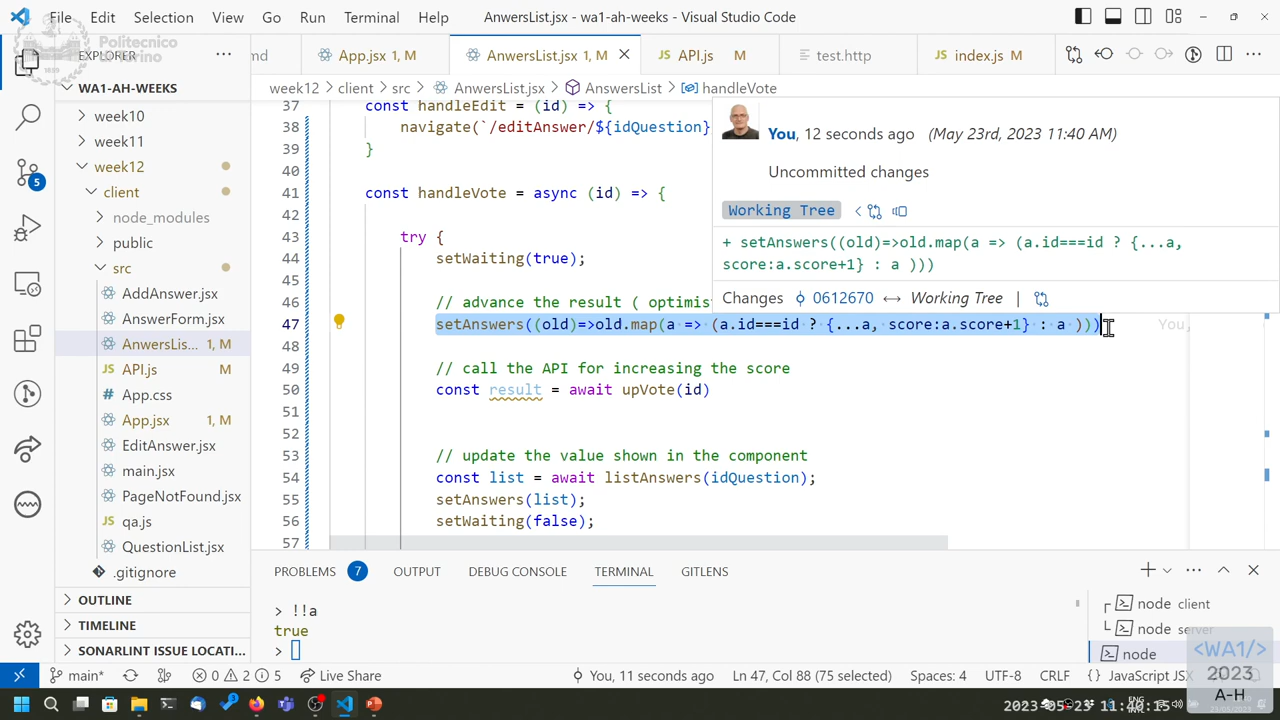 File Edit Selection View Go Run Terminal Help AnwersList.jsx - wa1-ah-weeks - Visual Studio Code
Politecnico
EXPLORER
App.jsx 1, M AnwersList.jsx 1, M API.js M test.http index.js M
WA1-AH-WEEKS
week12 > client > src > AnwersList.jsx > AnswersList > handleVote
week10
week11
week12
client
node_modules
public
src
AddAnswer.jsx
AnswerForm.jsx
AnwersLis... 1, M
API.js M
App.css
App.jsx 1, M
EditAnswer.jsx
main.jsx
PageNotFound.jsx
qa.js
QuestionList.jsx
.gitignore
OUTLINE
TIMELINE
SONARLINT ISSUE LOCATI...
5
37 const handleEdit = (id) => {
38 navigate(`/editAnswer/${idQuestion}
39 }
40
41 const handleVote = async (id) => {
42
43 try {
44 setWaiting(true);
45
46 // advance the result ( optimist
47 setAnswers((old)=>old.map(a => (a.id===id ? {...a, score:a.score+1} : a ))) You,
48
49 // call the API for increasing the score
50 const result = await upVote(id)
51
52
53 // update the value shown in the component
54 const list = await listAnswers(idQuestion);
55 setAnswers(list);
56 setWaiting(false);
57
You, 12 seconds ago (May 23rd, 2023 11:40 AM)
Uncommitted changes
Working Tree
+ setAnswers((old)=>old.map(a => (a.id===id ? {...a,
score:a.score+1} : a )))
Changes 0612670 Working Tree |
PROBLEMS 7 OUTPUT DEBUG CONSOLE TERMINAL GITLENS
> !!a
true
>
node client
node server
node
<WA1/>
2023
A-H
main* 0 2 5 Live Share You, 11 seconds ago Ln 47, Col 88 (75 selected) Spaces: 4 UTF-8 CRLF {} JavaScript JSX
ENG